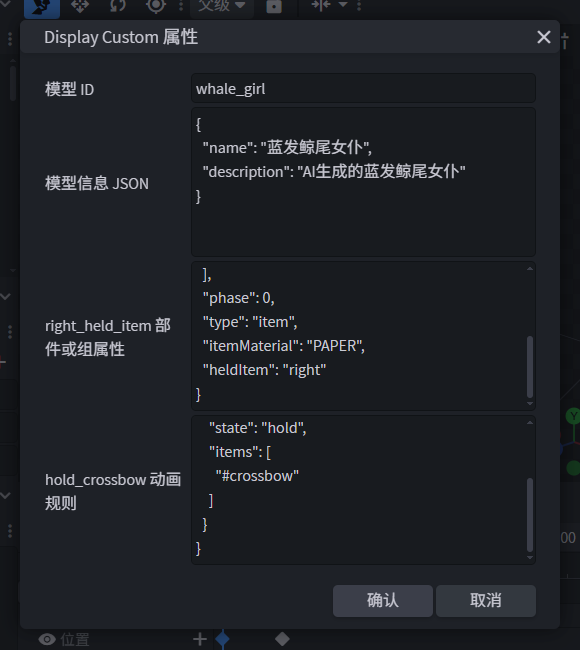 父级
Display Custom 属性
模型 ID
whale_girl
模型信息 JSON
{
"name": "蓝发鲸尾女仆",
"description": "AI生成的蓝发鲸尾女仆"
}
right_held_item 部
件或组属性
],
"phase": 0,
"type": "item",
"itemMaterial": "PAPER",
"heldItem": "right"
}
hold_crossbow 动画
规则
"state": "hold",
"items": [
"#crossbow"
]
}
}
Y
00
确认
取消
位置